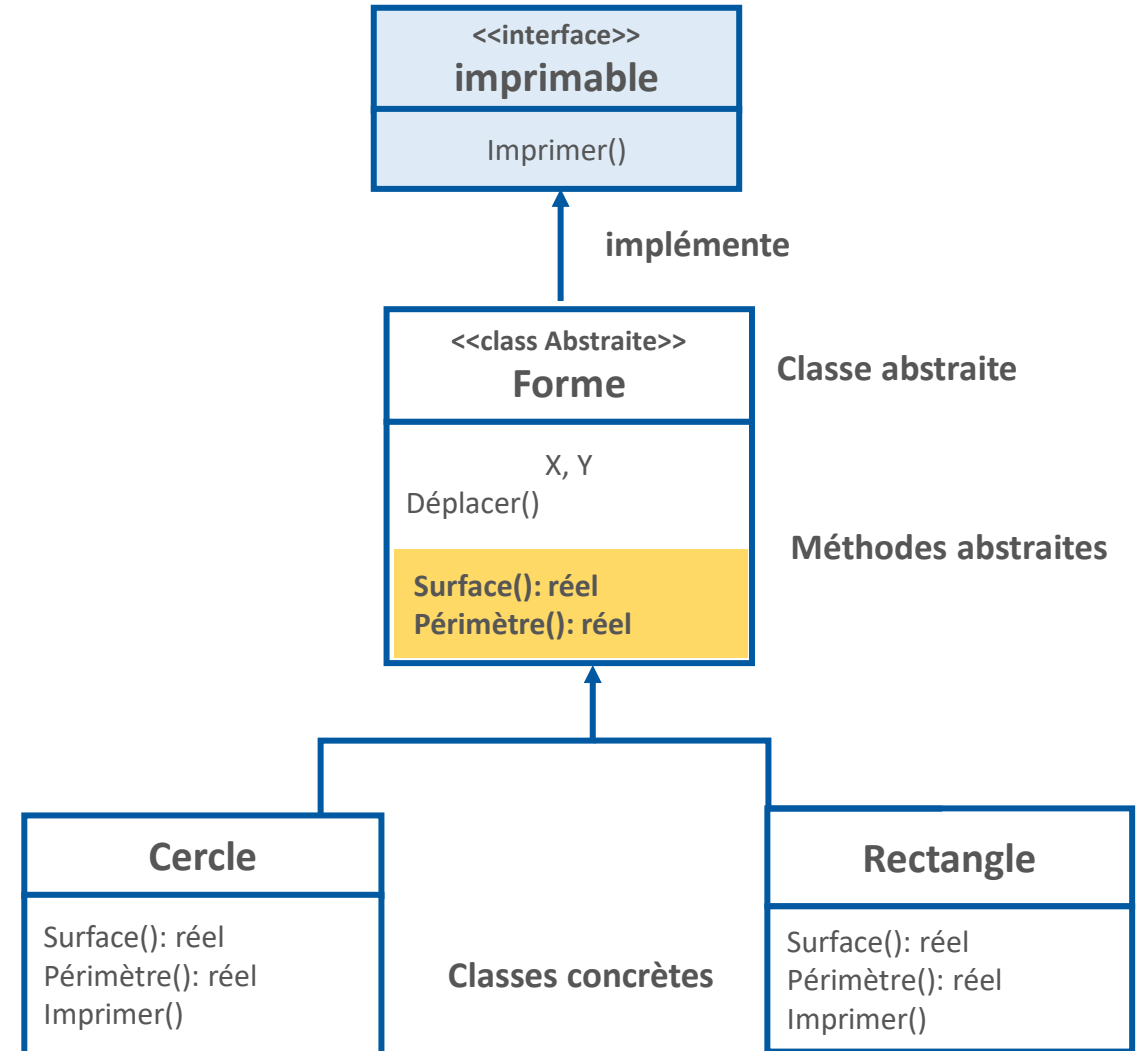 <<interface>>
imprimable
Imprimer()
implémente
<<class Abstraite>>
Forme
Classe abstraite
X, Y
Déplacer()
Méthodes abstraites
Surface(): réel
Périmètre(): réel
Cercle
Surface(): réel
Périmètre(): réel
Imprimer()
Classes concrètes
Rectangle
Surface(): réel
Périmètre(): réel
Imprimer()